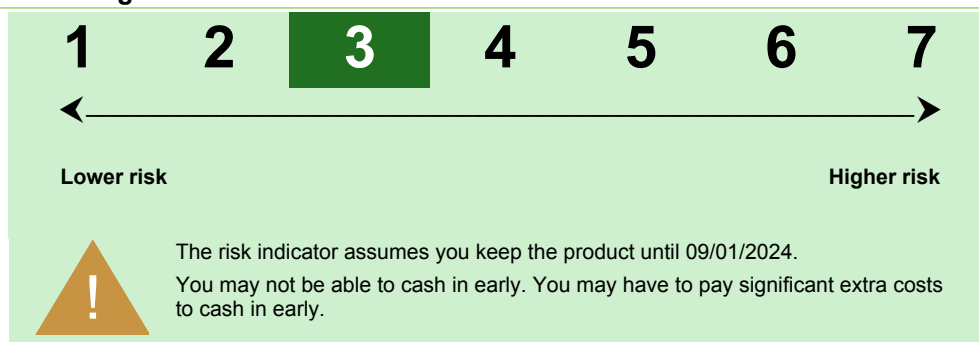 1 2 3 4 5 6 7
Lower risk Higher risk
!
The risk indicator assumes you keep the product until 09/01/2024.
You may not be able to cash in early. You may have to pay significant extra costs
to cash in early.